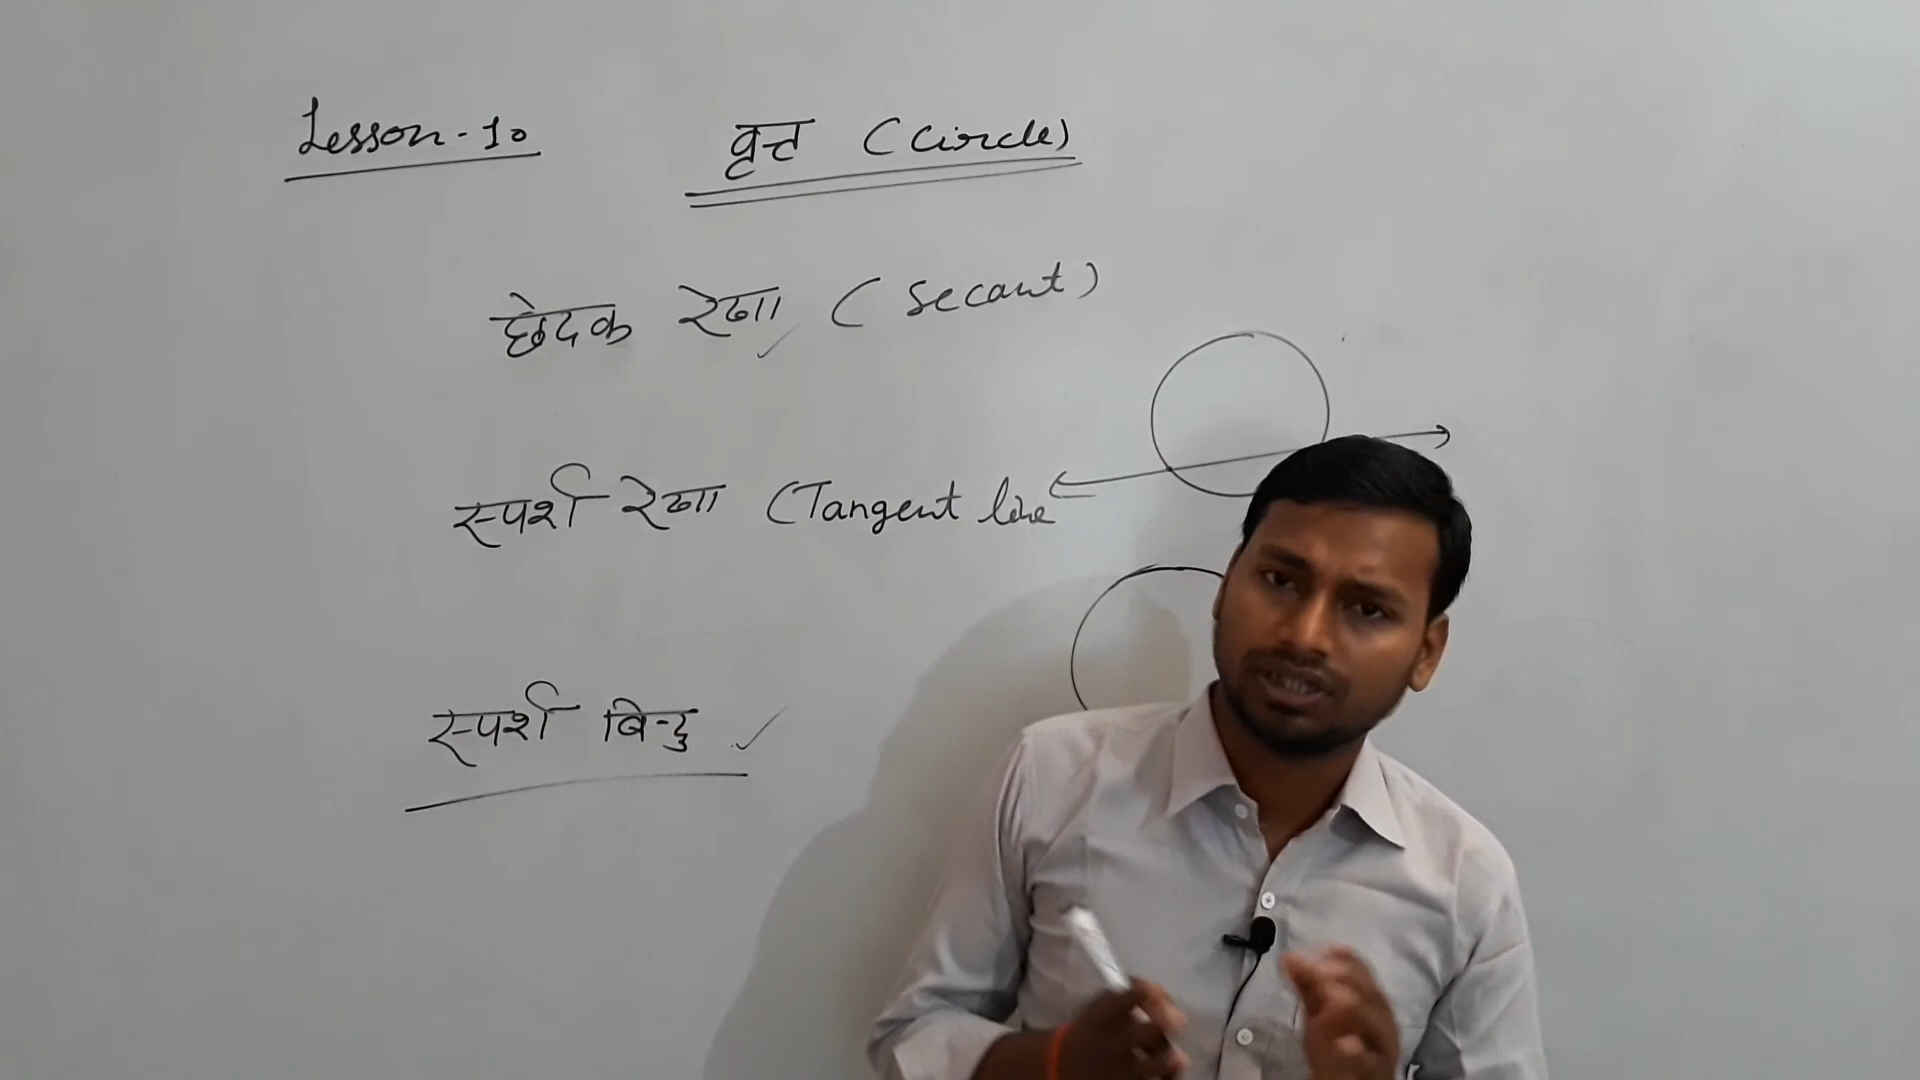 Lesson-10
वृत्त (Circle)
छेदक रेखा (Secant)
स्पर्श रेखा (Tangent line
स्पर्श बिन्दु